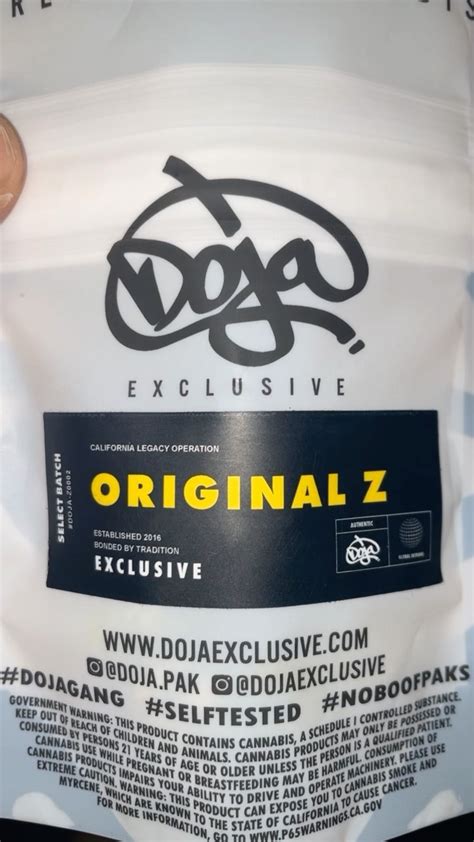 Doja
EXCLUSIVE
SELECT BATCH
#DOJA-Z0002
CALIFORNIA LEGACY OPERATION
ORIGINAL Z
ESTABLISHED 2016
BONDED BY TRADITION
EXCLUSIVE
AUTHENTIC
Doja
WWW.DOJAEXCLUSIVE.COM
@DOJA.PAK @DOJAEXCLUSIVE
#DOJAGANG #SELFTESTED #NOBOOFPAKS
GOVERNMENT WARNING: THIS PRODUCT CONTAINS CANNABIS, A SCHEDULE I CONTROLLED SUBSTANCE.
KEEP OUT OF REACH OF CHILDREN AND ANIMALS. CANNABIS PRODUCTS MAY ONLY BE POSSESSED OR
CONSUMED BY PERSONS 21 YEARS OF AGE OR OLDER UNLESS THE PERSON IS A QUALIFIED PATIENT.
CANNABIS USE WHILE PREGNANT OR BREASTFEEDING MAY BE HARMFUL. CONSUMPTION OF
CANNABIS PRODUCTS IMPAIRS YOUR ABILITY TO DRIVE AND OPERATE MACHINERY. PLEASE USE
EXTREME CAUTION. WARNING: THIS PRODUCT CAN EXPOSE YOU TO CANNABIS SMOKE AND
MYRCENE, WHICH ARE KNOWN TO THE STATE OF CALIFORNIA TO CAUSE CANCER.
FOR MORE INFORMATION, GO TO WWW.P65WARNINGS.CA.GOV